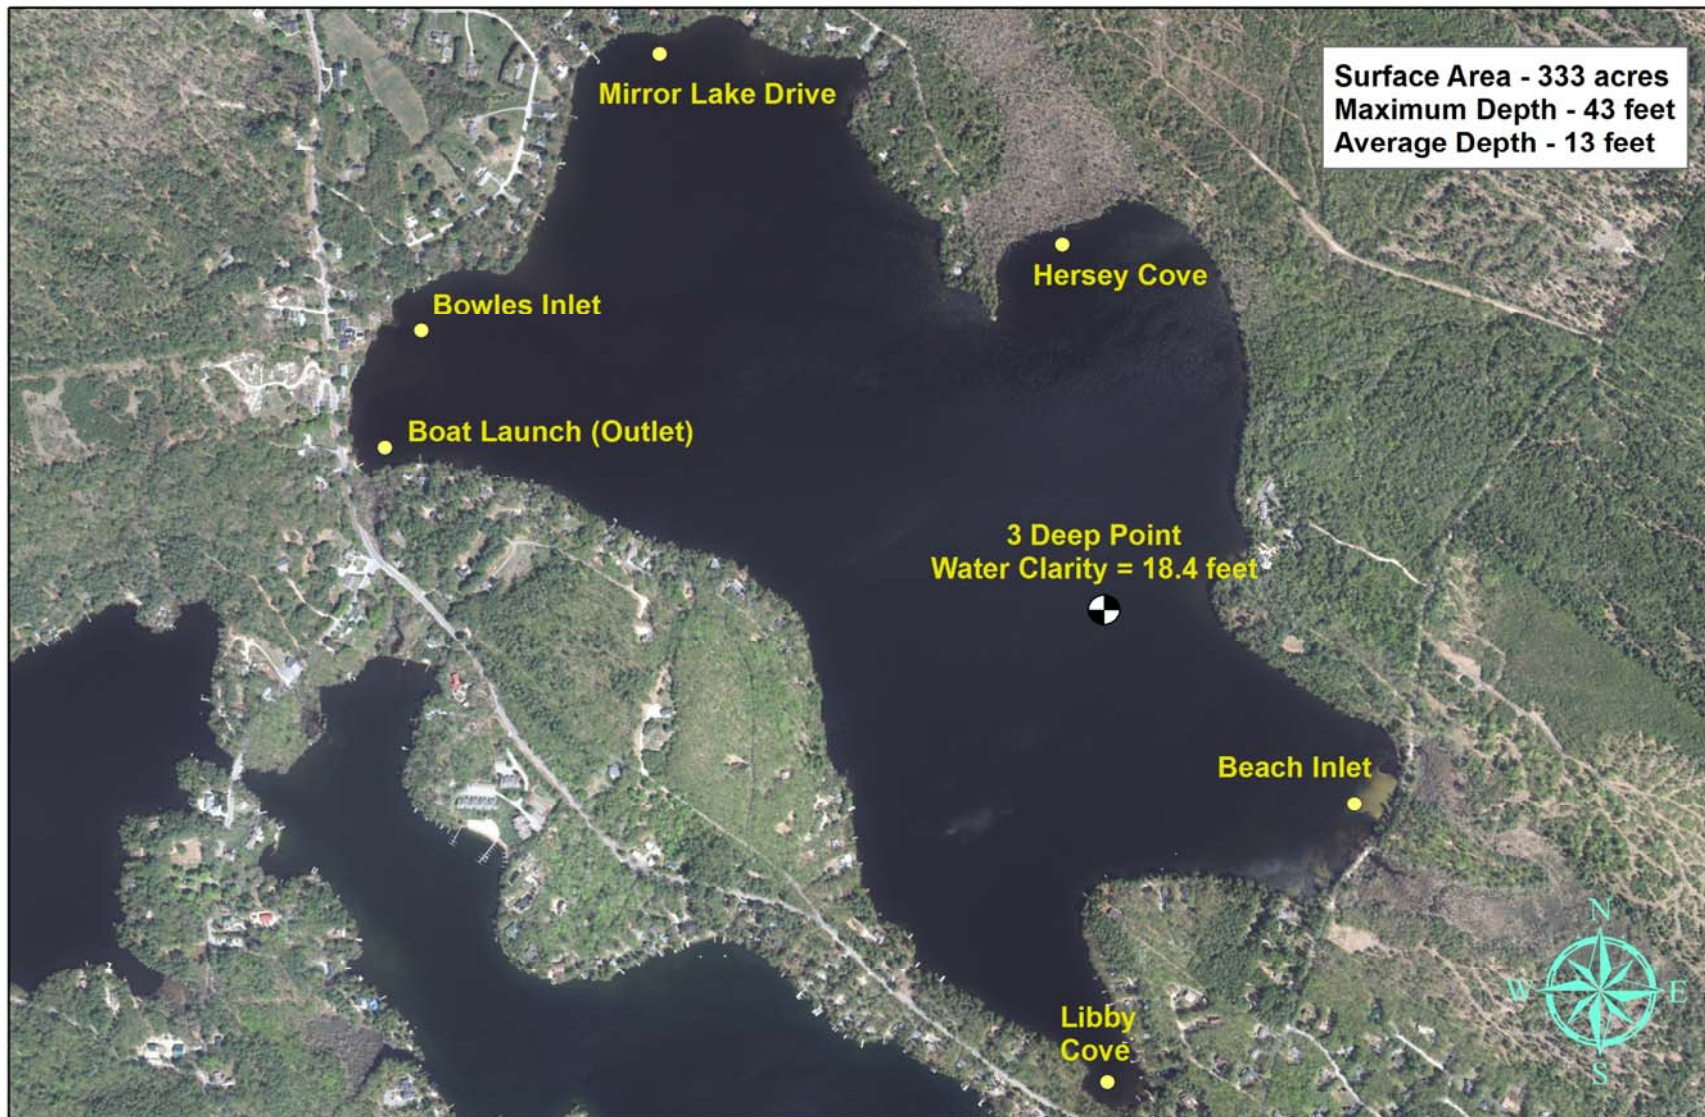 Surface Area - 333 acres
Maximum Depth - 43 feet
Average Depth - 13 feet
Mirror Lake Drive
Hersey Cove
Bowles Inlet
Boat Launch (Outlet)
3 Deep Point
Water Clarity = 18.4 feet
Beach Inlet
Libby
Cove
N
W
E
S